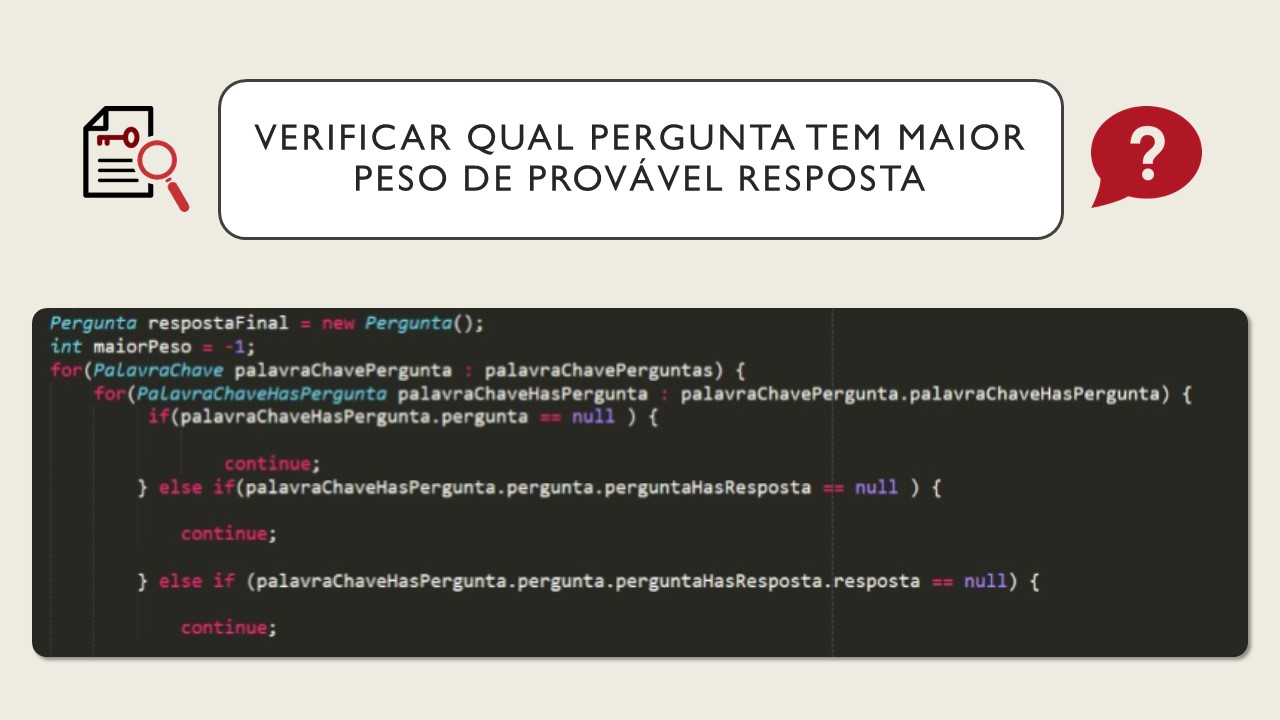 VERIFICAR QUAL PERGUNTA TEM MAIOR
PESO DE PROVÁVEL RESPOSTA
?
Pergunta respostaFinal = new Pergunta();
int maiorPeso = -1;
for(PalavraChave palavraChavePergunta : palavraChavePerguntas) {
for(PalavraChaveHasPergunta palavraChaveHasPergunta : palavraChavePergunta.palavraChaveHasPergunta) {
if(palavraChaveHasPergunta.pergunta == null ) {
continue;
} else if(palavraChaveHasPergunta.pergunta.perguntaHasResposta == null ) {
continue;
} else if (palavraChaveHasPergunta.pergunta.perguntaHasResposta.resposta == null) {
continue;